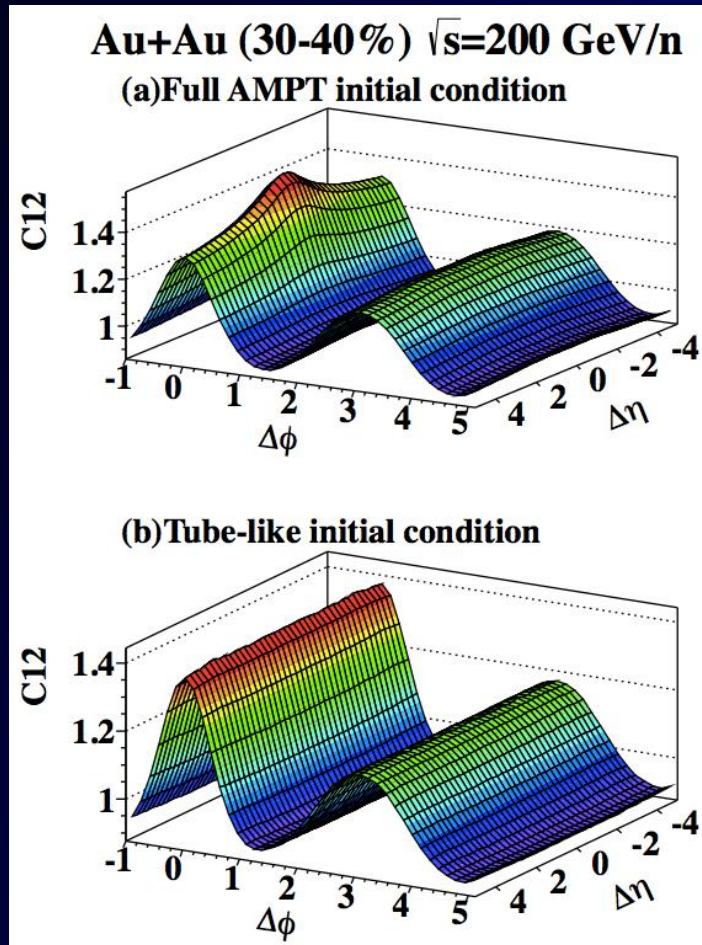 Au+Au (30-40%) √s=200 GeV/n
(a)Full AMPT initial condition
C12
1.4
1.2
1
-1 0 1 2 3 4 5
Δϕ
4 2 0 -2 -4
Δη
(b)Tube-like initial condition
C12
1.4
1.2
1
-1 0 1 2 3 4 5
Δϕ
4 2 0 -2 -4
Δη